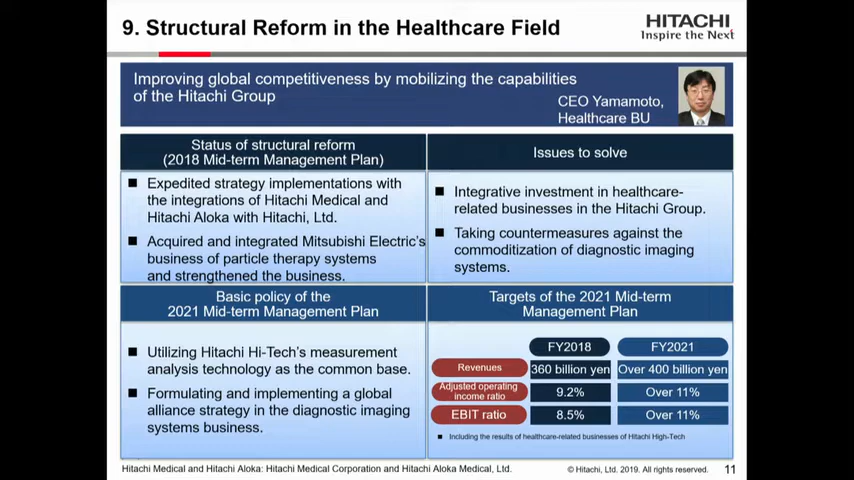 9. Structural Reform in the Healthcare Field
HITACHI
Inspire the Next
Improving global competitiveness by mobilizing the capabilities
of the Hitachi Group
CEO Yamamoto,
Healthcare BU
Status of structural reform
(2018 Mid-term Management Plan)
■ Expedited strategy implementations with
the integrations of Hitachi Medical and
Hitachi Aloka with Hitachi, Ltd.
■ Acquired and integrated Mitsubishi Electric's
business of particle therapy systems
and strengthened the business.
Issues to solve
■ Integrative investment in healthcare-
related businesses in the Hitachi Group.
■ Taking countermeasures against the
commoditization of diagnostic imaging
systems.
Basic policy of the
2021 Mid-term Management Plan
■ Utilizing Hitachi Hi-Tech's measurement
analysis technology as the common base.
■ Formulating and implementing a global
alliance strategy in the diagnostic imaging
systems business.
Targets of the 2021 Mid-term
Management Plan
FY2018 FY2021
Revenues 360 billion yen Over 400 billion yen
Adjusted operating
income ratio 9.2% Over 11%
EBIT ratio 8.5% Over 11%
■ Including the results of healthcare-related businesses of Hitachi High-Tech
Hitachi Medical and Hitachi Aloka: Hitachi Medical Corporation and Hitachi Aloka Medical, Ltd.
© Hitachi, Ltd. 2019. All rights reserved. 11